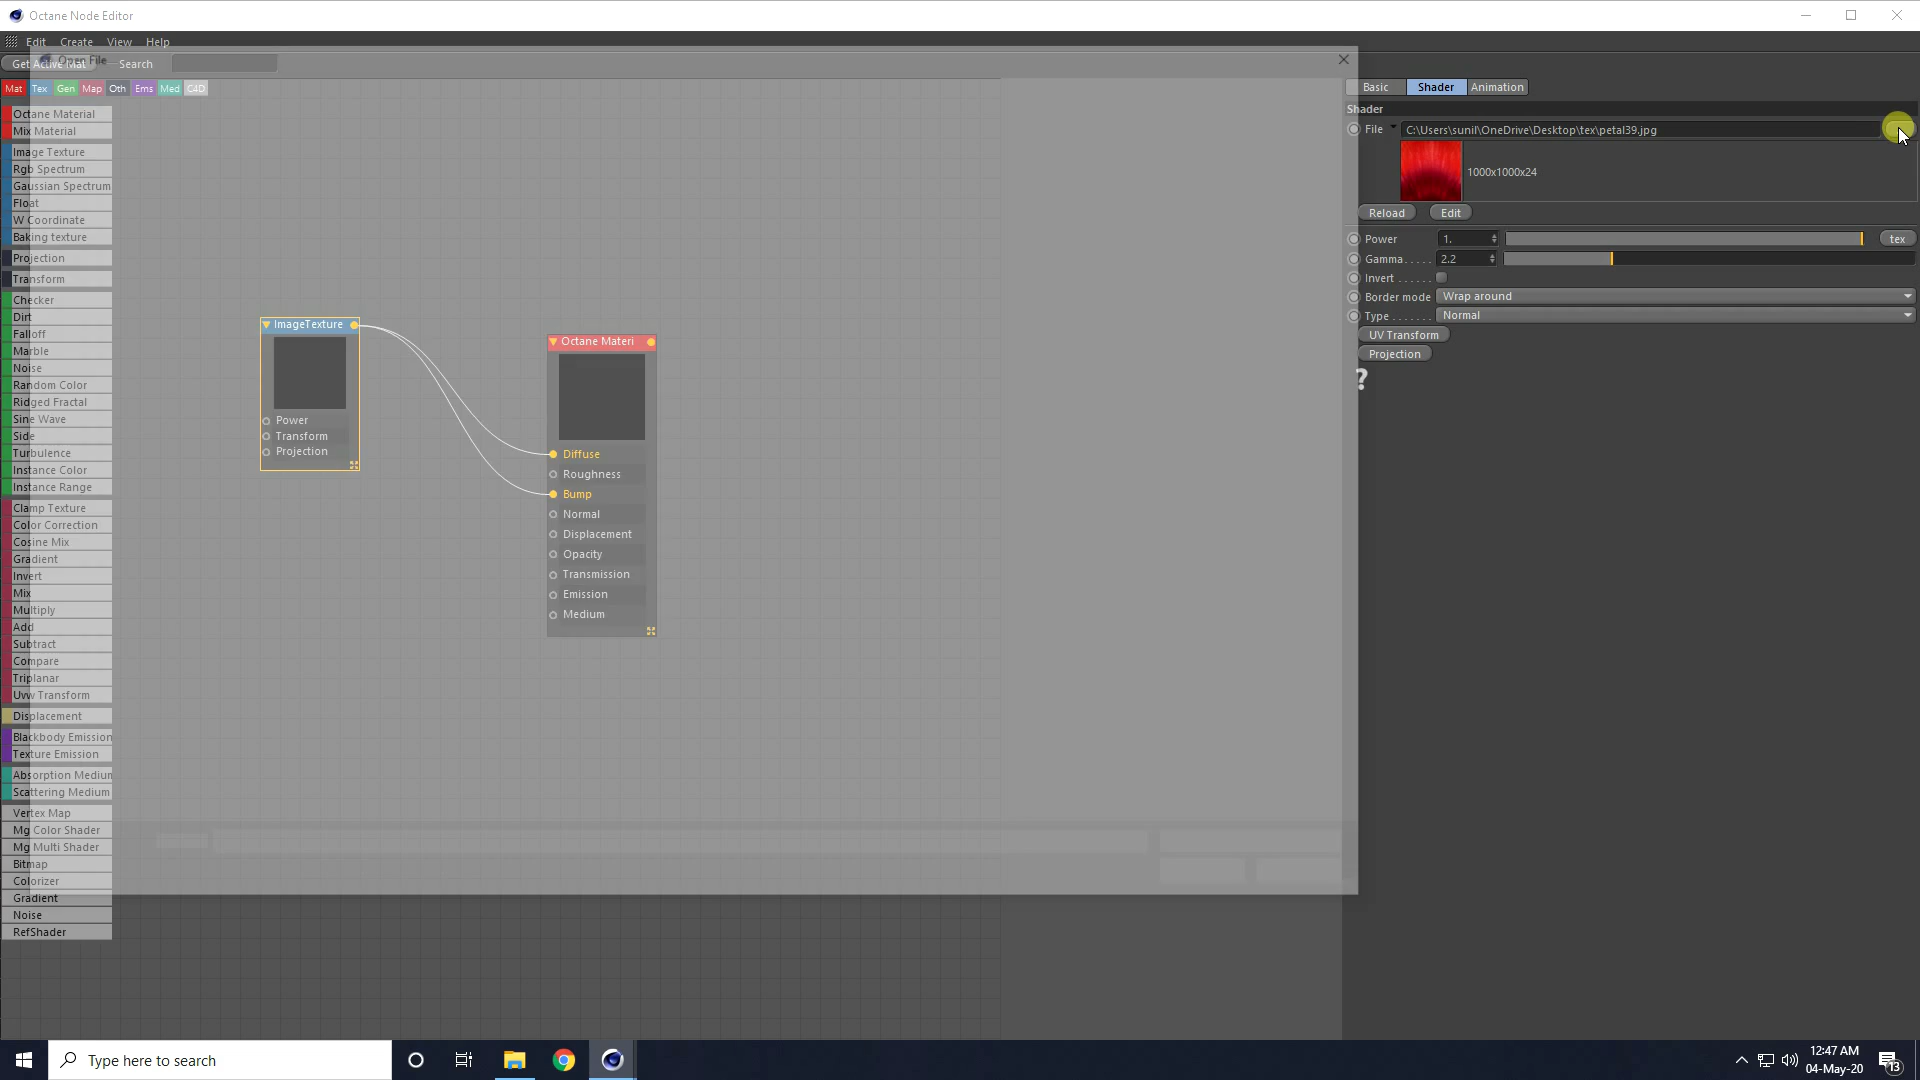 Octane Node Editor
Edit Create View Help
Get Active Mat Search
Open File
Mat Tex Gen Map Oth Ems Med C4D
Octane Material
Mix Material
Image Texture
Rgb Spectrum
Gaussian Spectrum
Float
W Coordinate
Baking texture
Projection
Transform
Checker
Dirt
Falloff
Marble
Noise
Random Color
Ridged Fractal
Sine Wave
Side
Turbulence
Instance Color
Instance Range
Clamp Texture
Color Correction
Cosine Mix
Gradient
Invert
Mix
Multiply
Add
Subtract
Compare
Triplanar
Uvw Transform
Displacement
Blackbody Emission
Texture Emission
Absorption Medium
Scattering Medium
Vertex Map
Mg Color Shader
Mg Multi Shader
Bitmap
Colorizer
Gradient
Noise
RefShader
ImageTexture
Power
Transform
Projection
Octane Materi
Diffuse
Roughness
Bump
Normal
Displacement
Opacity
Transmission
Emission
Medium
Basic Shader Animation
Shader
File C:\Users\sunil\OneDrive\Desktop\tex\petal39.jpg
1000x1000x24
Reload Edit
Power 1. tex
Gamma..... 2.2
Invert......
Border mode Wrap around
Type....... Normal
UV Transform
Projection
?
Type here to search
12:47 AM
04-May-20
13